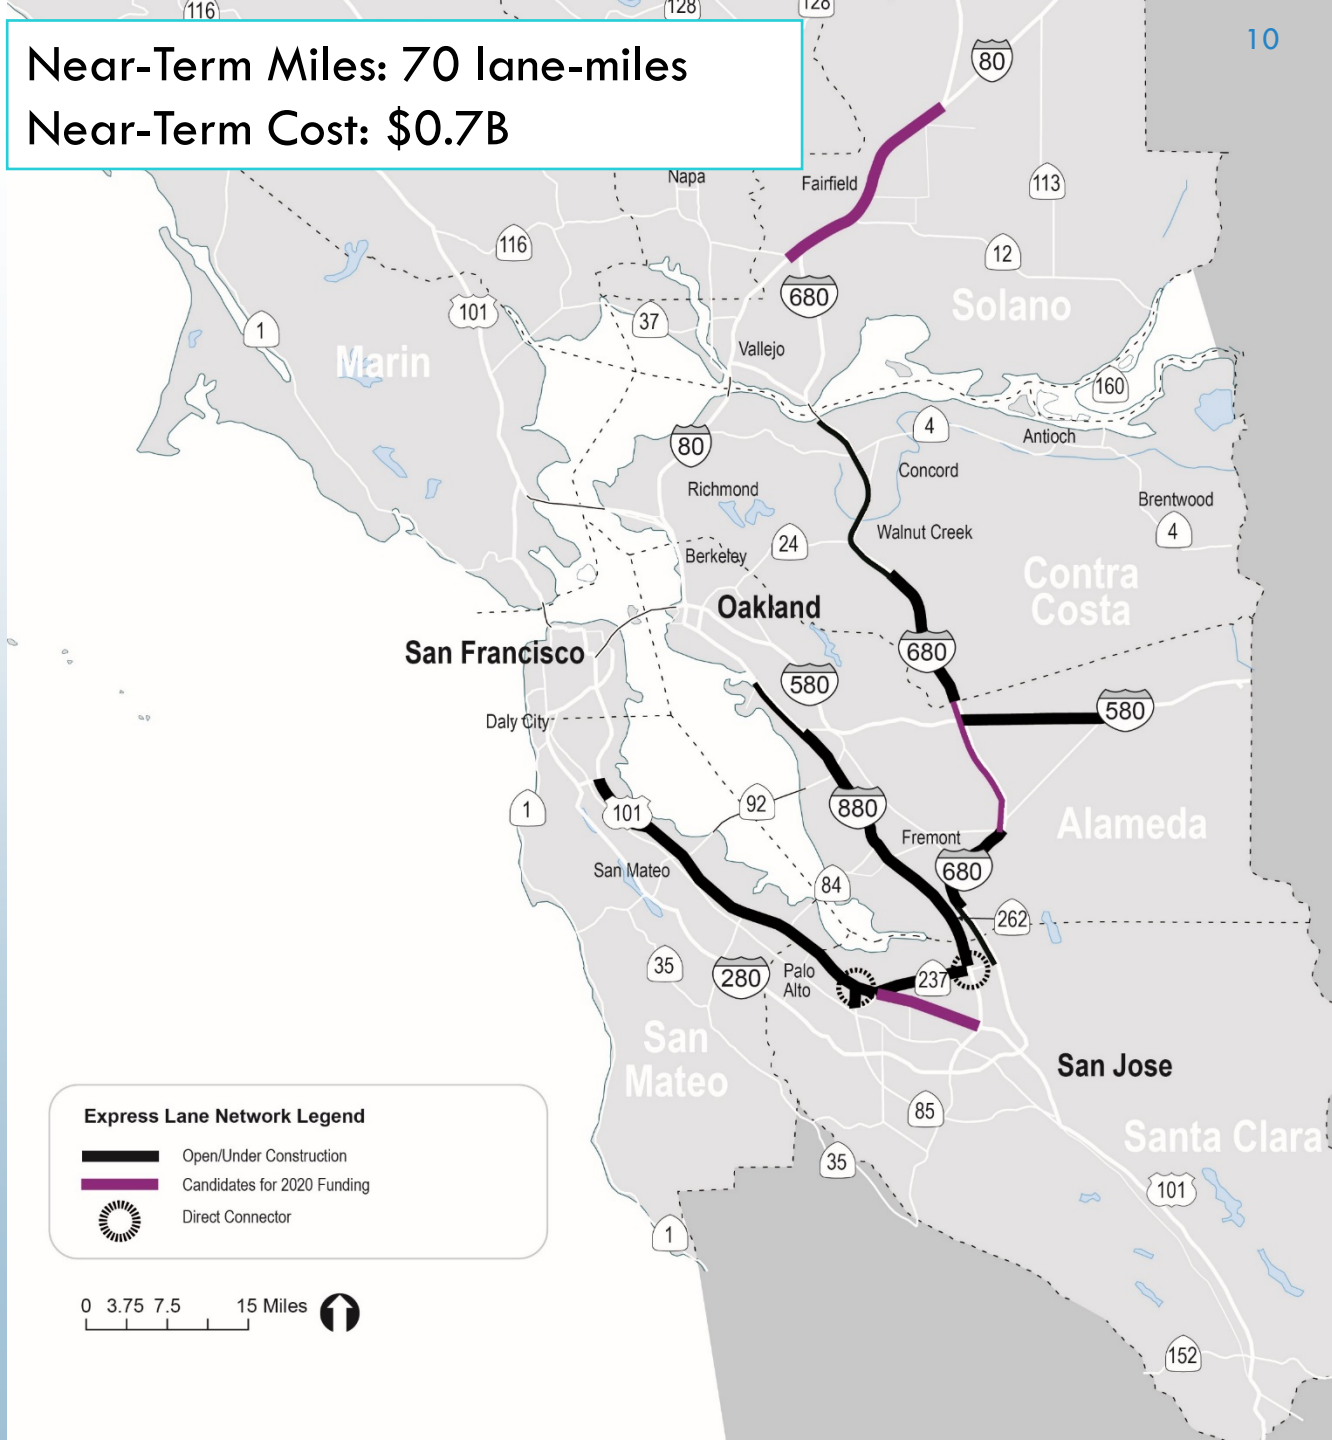 116
128
128
10
Near-Term Miles: 70 lane-miles
Near-Term Cost: $0.7B
80
Napa
Fairfield
113
116
12
680
Solano
101
37
1
Vallejo
Marin
160
4
Antioch
80
Concord
Richmond
Brentwood
Walnut Creek
4
24
Berkeley
Contra
Costa
Oakland
San Francisco
680
580
580
Daly City
92
880
1
101
Alameda
Fremont
680
San Mateo
84
262
35
280
Palo
Alto
237
San
Mateo
San Jose
85
Santa Clara
35
101
1
152
Express Lane Network Legend
Open/Under Construction
Candidates for 2020 Funding
Direct Connector
0 3.75 7.5 15 Miles